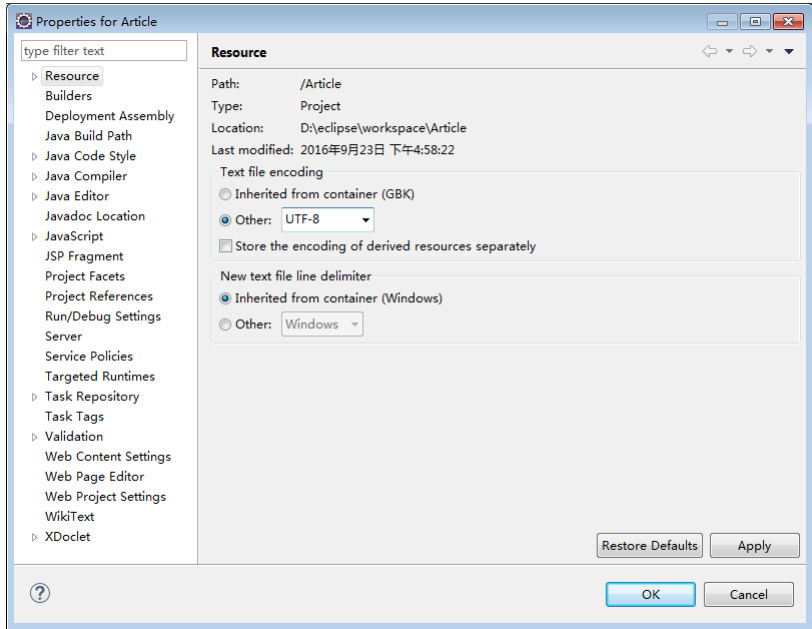 Properties for Article
type filter text
Resource
Builders
Deployment Assembly
Java Build Path
Java Code Style
Java Compiler
Java Editor
Javadoc Location
JavaScript
JSP Fragment
Project Facets
Project References
Run/Debug Settings
Server
Service Policies
Targeted Runtimes
Task Repository
Task Tags
Validation
Web Content Settings
Web Page Editor
Web Project Settings
WikiText
XDoclet
Resource
Path: /Article
Type: Project
Location: D:\eclipse\workspace\Article
Last modified: 2016年9月23日 下午4:58:22
Text file encoding
Inherited from container (GBK)
Other: UTF-8
Store the encoding of derived resources separately
New text file line delimiter
Inherited from container (Windows)
Other: Windows
Restore Defaults Apply
? OK Cancel